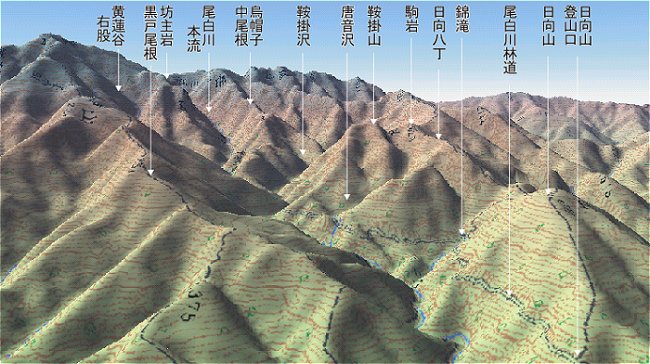 黄蓮谷
右股
坊主岩
黒戸尾根
尾白川
本流
烏帽子
中尾根
鞍掛沢
唐音沢
鞍掛山
駒岩
日向八丁
錦滝
尾白川林道
日向山
日向山
登山口
375